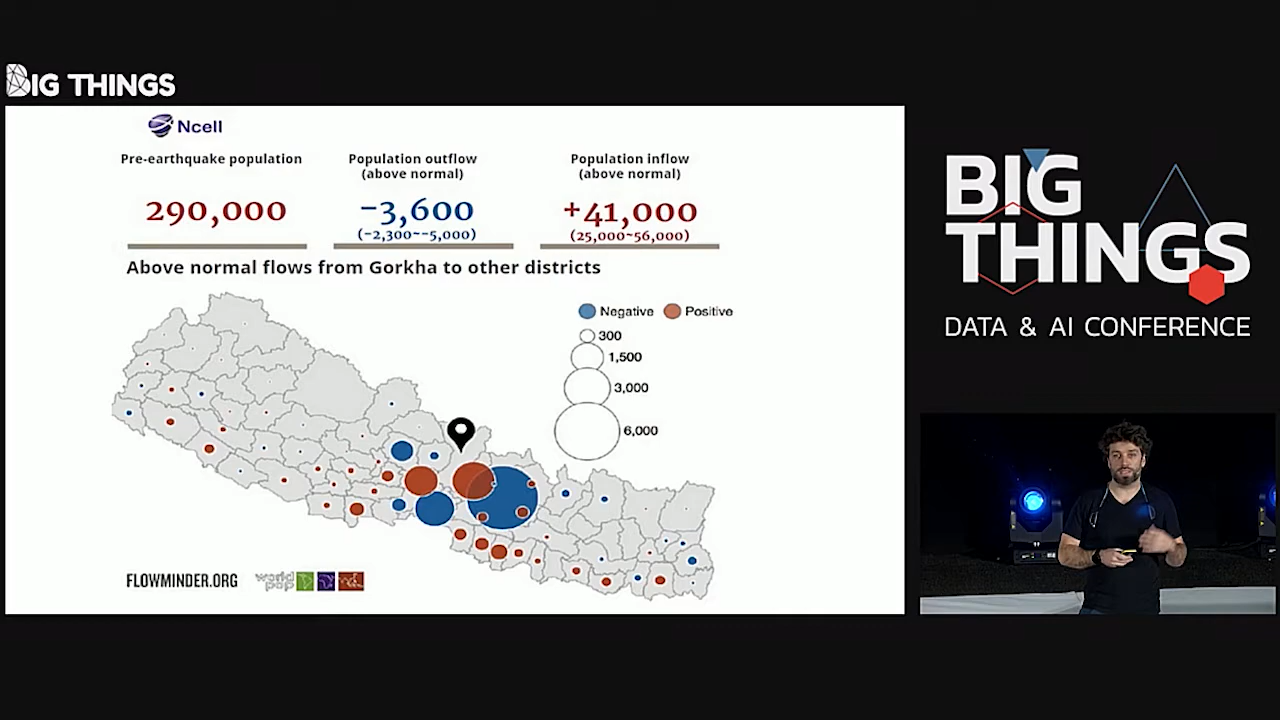 BIG THINGS
Ncell
Pre-earthquake population
Population outflow
(above normal)
Population inflow
(above normal)
290,000
−3,600
(−2,300~−5,000)
+41,000
(25,000~56,000)
Above normal flows from Gorkha to other districts
Negative
Positive
300
1,500
3,000
6,000
FLOWMINDER.ORG
world
pop
BIG
THINGS
DATA & AI CONFERENCE